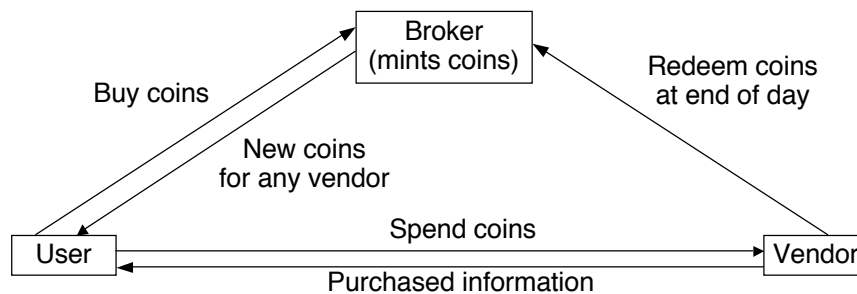 Broker
(mints coins)
Redeem coins
at end of day
Buy coins
New coins
for any vendor
User
Spend coins
Vendor
Purchased information